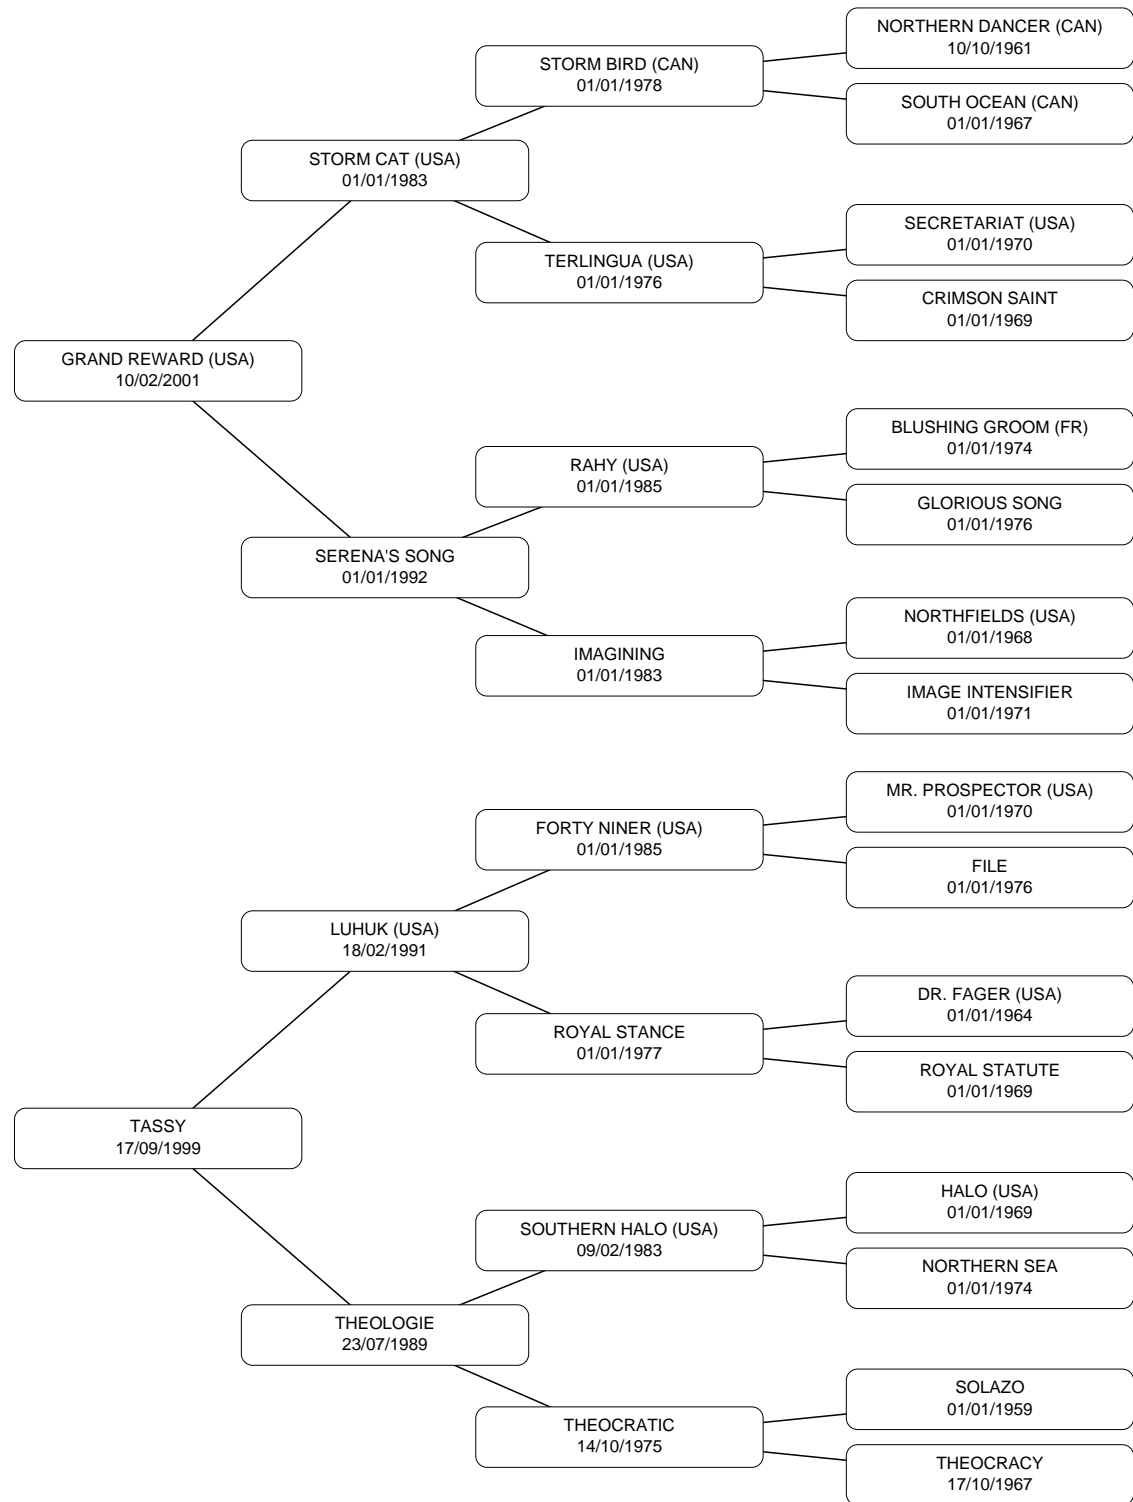 NORTHERN DANCER (CAN)
10/10/1961
STORM BIRD (CAN)
01/01/1978
SOUTH OCEAN (CAN)
01/01/1967
STORM CAT (USA)
01/01/1983
SECRETARIAT (USA)
01/01/1970
TERLINGUA (USA)
01/01/1976
CRIMSON SAINT
01/01/1969
GRAND REWARD (USA)
10/02/2001
BLUSHING GROOM (FR)
01/01/1974
RAHY (USA)
01/01/1985
GLORIOUS SONG
01/01/1976
SERENA'S SONG
01/01/1992
NORTHFIELDS (USA)
01/01/1968
IMAGINING
01/01/1983
IMAGE INTENSIFIER
01/01/1971
MR. PROSPECTOR (USA)
01/01/1970
FORTY NINER (USA)
01/01/1985
FILE
01/01/1976
LUHUK (USA)
18/02/1991
DR. FAGER (USA)
01/01/1964
ROYAL STANCE
01/01/1977
ROYAL STATUTE
01/01/1969
TASSY
17/09/1999
HALO (USA)
01/01/1969
SOUTHERN HALO (USA)
09/02/1983
NORTHERN SEA
01/01/1974
THEOLOGIE
23/07/1989
SOLAZO
01/01/1959
THEOCRATIC
14/10/1975
THEOCRACY
17/10/1967